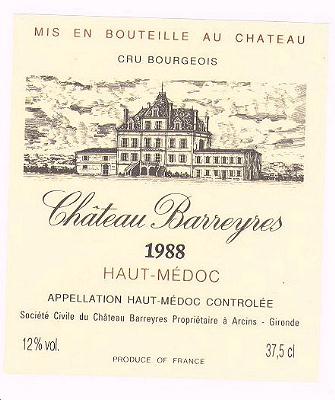 MIS EN BOUTEILLE AU CHATEAU
CRU BOURGEOIS
Château Barreyres
1988
HAUT-MÉDOC
APPELLATION HAUT-MÉDOC CONTROLÉE
Société Civile du Château Barreyres Propriétaire à Arcins - Gironde
12% vol.
37,5 cl
PRODUCE OF FRANCE